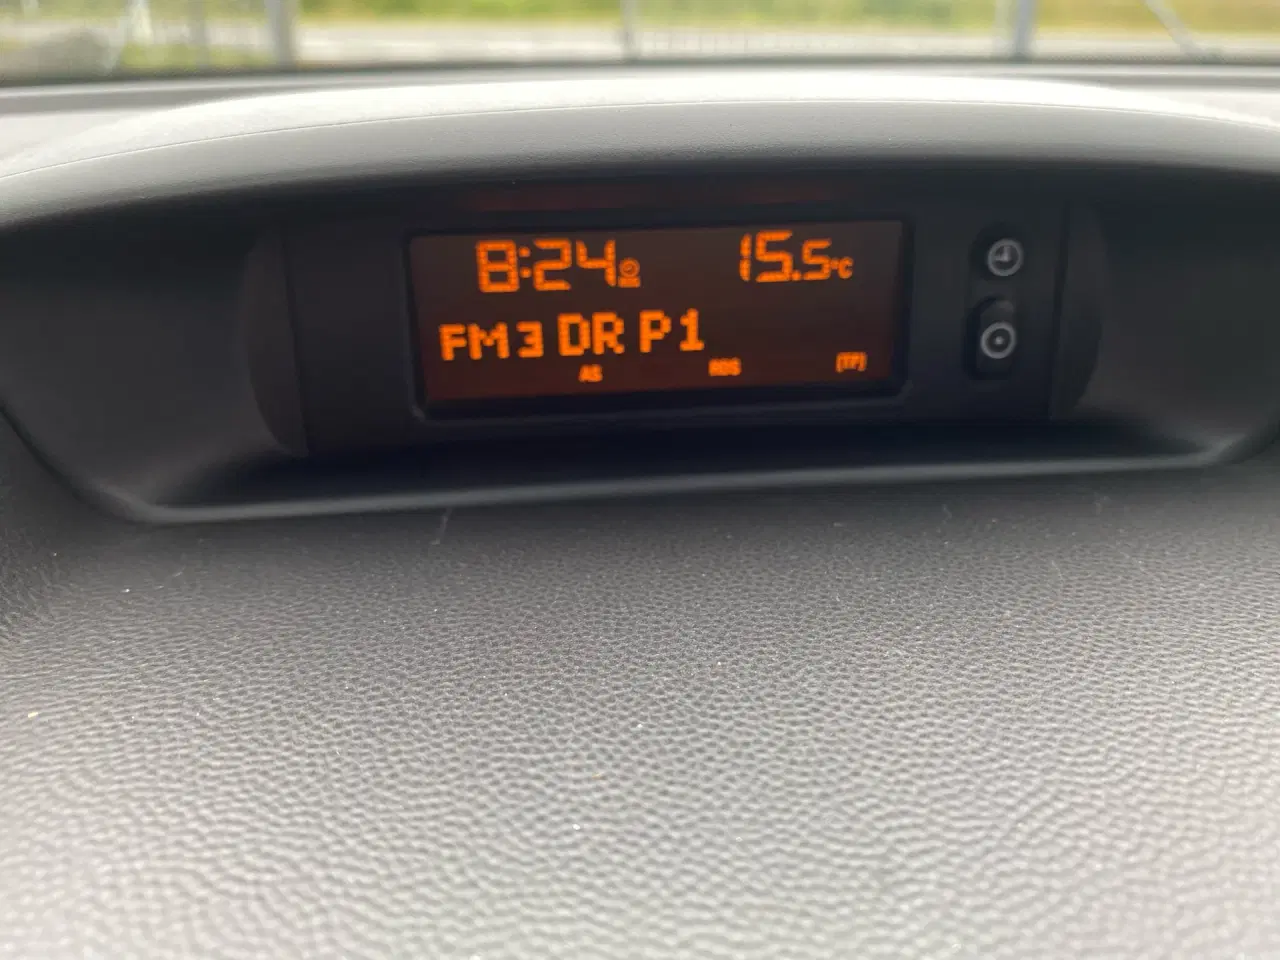 8:24 15.5°C
FM3 DR P1
AS RDS [TP]